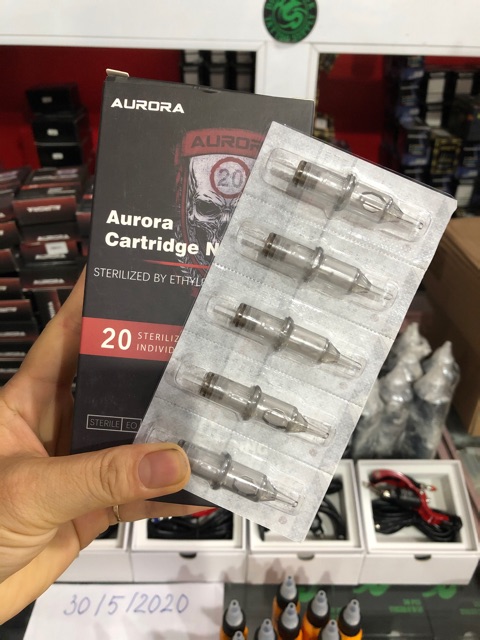 AURORA
AURORA
20
Aurora
Cartridge N
STERILIZED BY ETHYL
20 STERILIZ
INDIVID
STERILE EO
30/5/2020